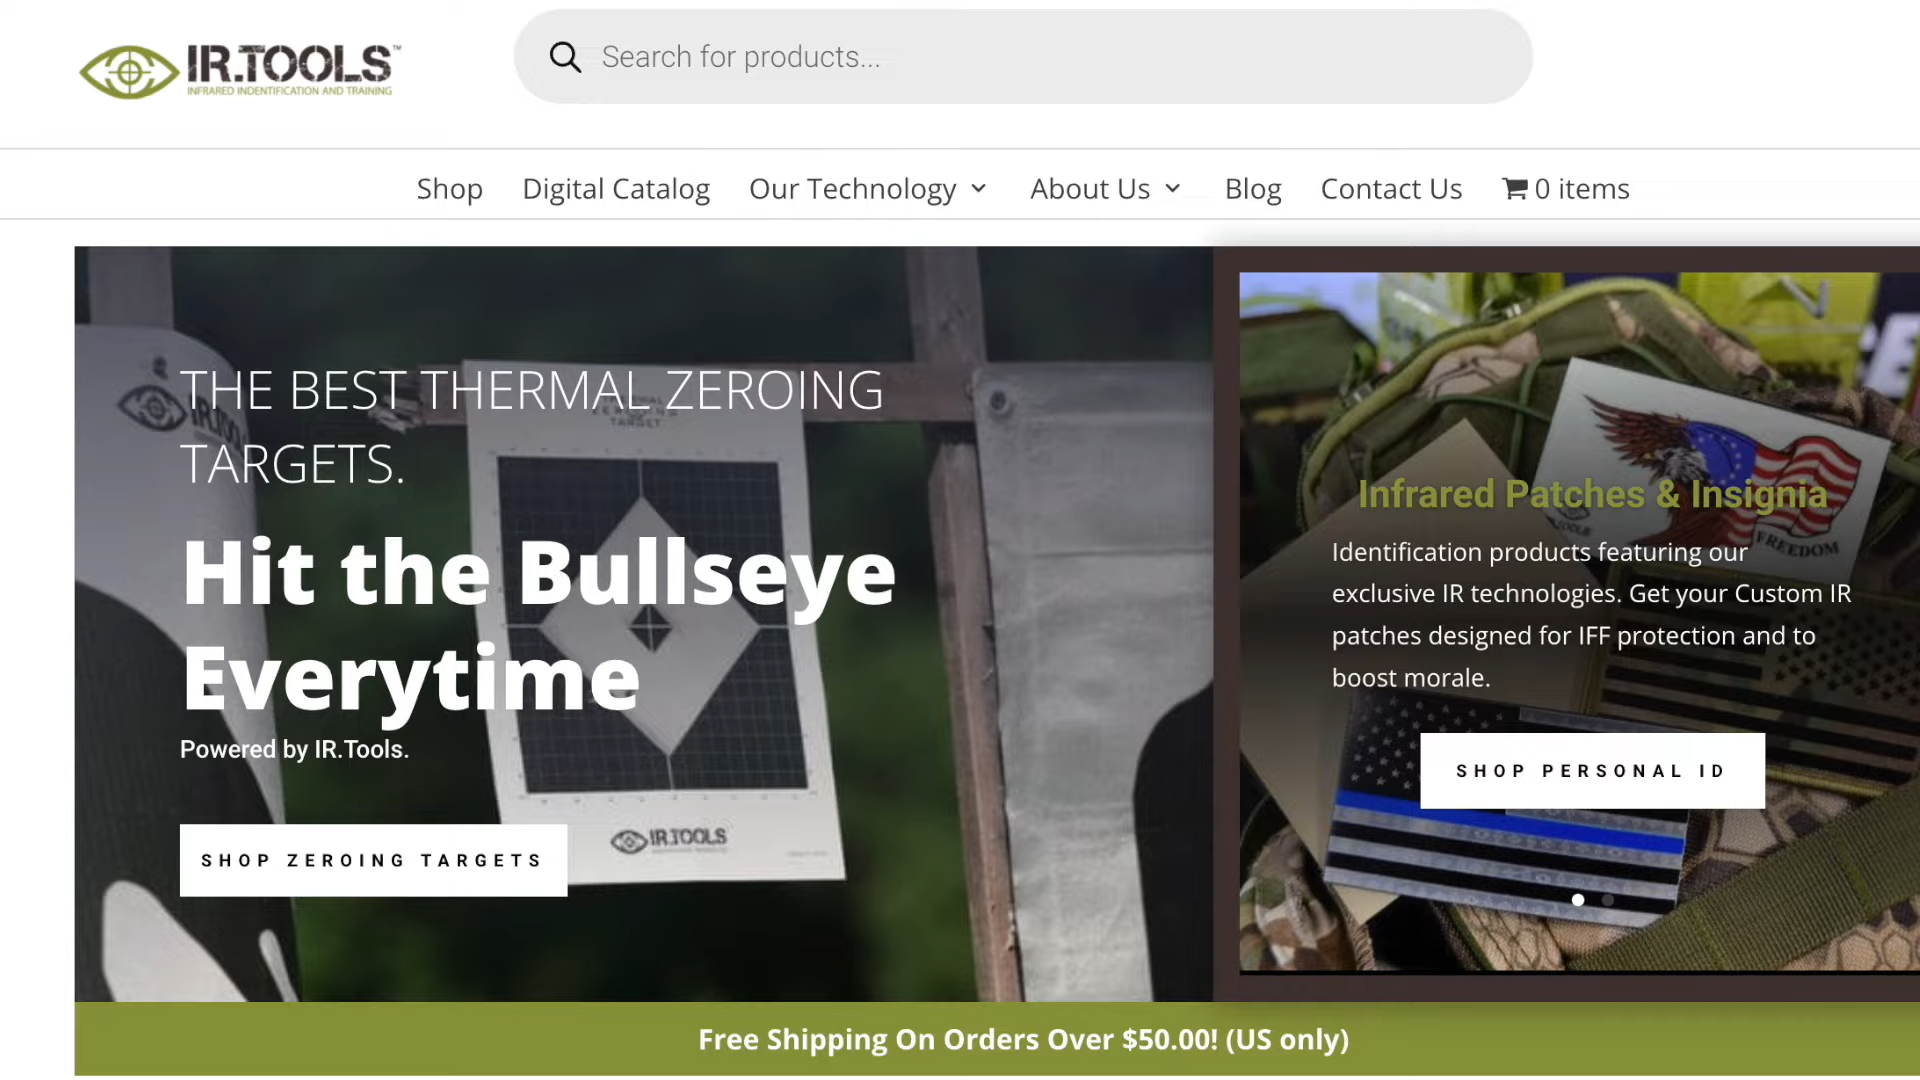 IR.TOOLS™
INFRARED INDENTIFICATION AND TRAINING
Search for products...
Shop Digital Catalog Our Technology About Us Blog Contact Us 0 items
THE BEST THERMAL ZEROING
TARGETS.
Hit the Bullseye
Everytime
Powered by IR.Tools.
SHOP ZEROING TARGETS
TARGET
IR.TOOLS
Infrared Patches & Insignia
FREEDOM
Identification products featuring our
exclusive IR technologies. Get your Custom IR
patches designed for IFF protection and to
boost morale.
SHOP PERSONAL ID
Free Shipping On Orders Over $50.00! (US only)